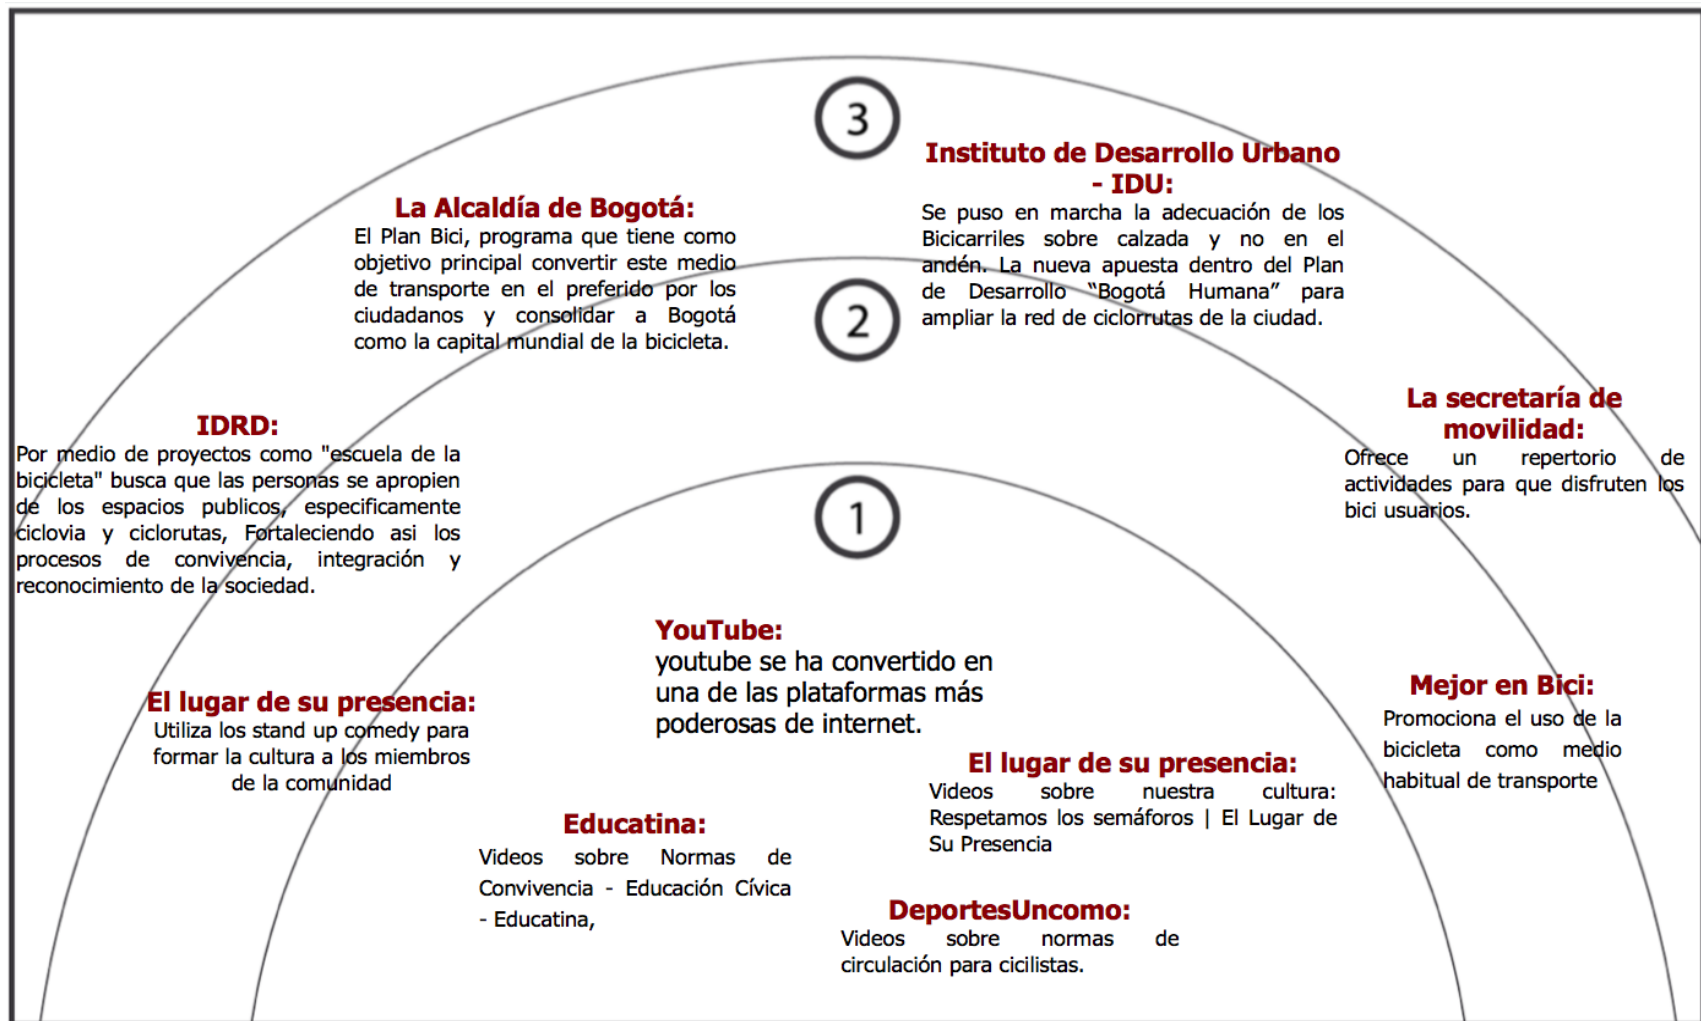 3
Instituto de Desarrollo Urbano
- IDU:
Se puso en marcha la adecuación de los
Bicicarriles sobre calzada y no en el
andén. La nueva apuesta dentro del Plan
de Desarrollo “Bogotá Humana” para
ampliar la red de ciclorrutas de la ciudad.
La Alcaldía de Bogotá:
El Plan Bici, programa que tiene como
objetivo principal convertir este medio
de transporte en el preferido por los
ciudadanos y consolidar a Bogotá
como la capital mundial de la bicicleta.
2
La secretaría de
movilidad:
Ofrece un repertorio de
actividades para que disfruten los
bici usuarios.
IDRD:
Por medio de proyectos como "escuela de la
bicicleta" busca que las personas se apropien
de los espacios publicos, especificamente
ciclovia y ciclorutas, Fortaleciendo asi los
procesos de convivencia, integración y
reconocimiento de la sociedad.
1
YouTube:
youtube se ha convertido en
una de las plataformas más
poderosas de internet.
El lugar de su presencia:
Utiliza los stand up comedy para
formar la cultura a los miembros
de la comunidad
Mejor en Bici:
Promociona el uso de la
bicicleta como medio
habitual de transporte
El lugar de su presencia:
Videos sobre nuestra cultura:
Respetamos los semáforos | El Lugar de
Su Presencia
Educatina:
Videos sobre Normas de
Convivencia - Educación Cívica
- Educatina,
DeportesUncomo:
Videos sobre normas de
circulación para cicilistas.